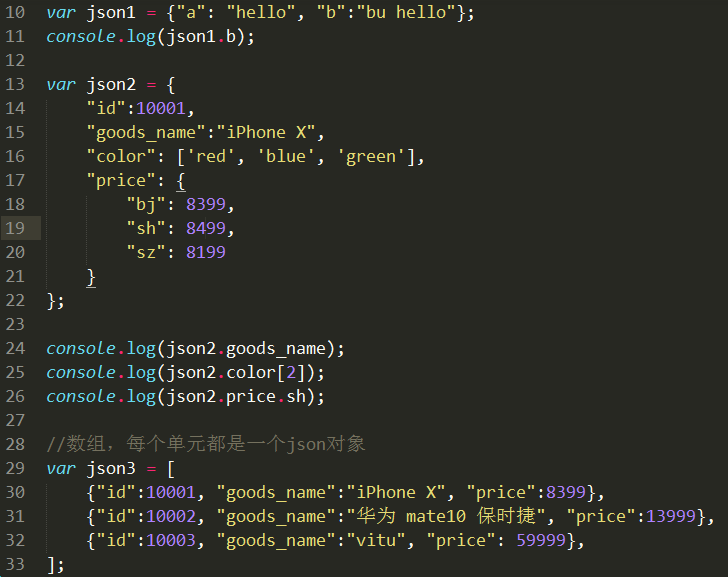 10 var json1 = {"a": "hello", "b":"bu hello"};
11 console.log(json1.b);
12
13 var json2 = {
14     "id":10001,
15     "goods_name":"iPhone X",
16     "color": ['red', 'blue', 'green'],
17     "price": {
18         "bj": 8399,
19         "sh": 8499,
20         "sz": 8199
21     }
22 };
23
24 console.log(json2.goods_name);
25 console.log(json2.color[2]);
26 console.log(json2.price.sh);
27
28 //数组，每个单元都是一个json对象
29 var json3 = [
30     {"id":10001, "goods_name":"iPhone X", "price":8399},
31     {"id":10002, "goods_name":"华为 mate10 保时捷", "price":13999},
32     {"id":10003, "goods_name":"vitu", "price": 59999},
33 ];